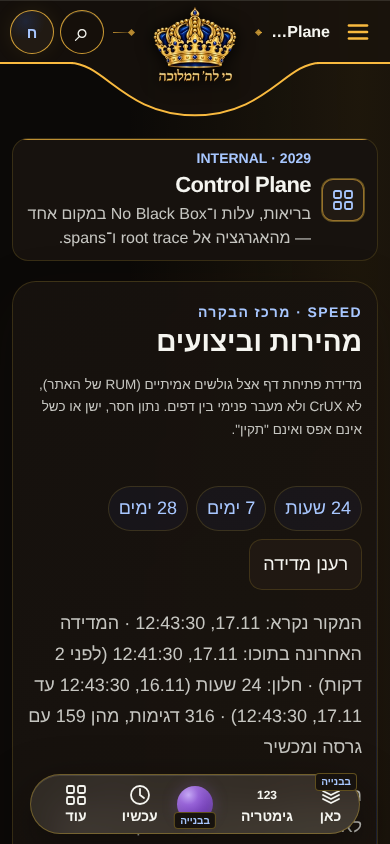 Plane...
ח
כי לה' המלוכה
INTERNAL · 2029
Control Plane
בריאות, עלות ו־No Black Box במקום אחד
— מהאגרגציה אל root trace ו־spans.
SPEED · מרכז הבקרה
מהירות וביצועים
מדידת פתיחת דף אצל גולשים אמיתיים (RUM של האתר),
לא CrUX ולא מעבר פנימי בין דפים. נתון חסר, ישן או כשל
אינם אפס ואינם "תקין".
24 שעות
7 ימים
28 ימים
רענן מדידה
המקור נקרא: 17.11, 12:43:30 · המדידה
האחרונה בתוכו: 17.11, 12:41:30 (לפני 2
דקות) · חלון: 24 שעות (16.11, 12:43:30 עד
17.11, 12:43:30) · 316 דגימות, מהן 159 עם
גרסה ומכשיר
בבנייה
כאן
123
גימטריה
בבנייה
עכשיו
עוד